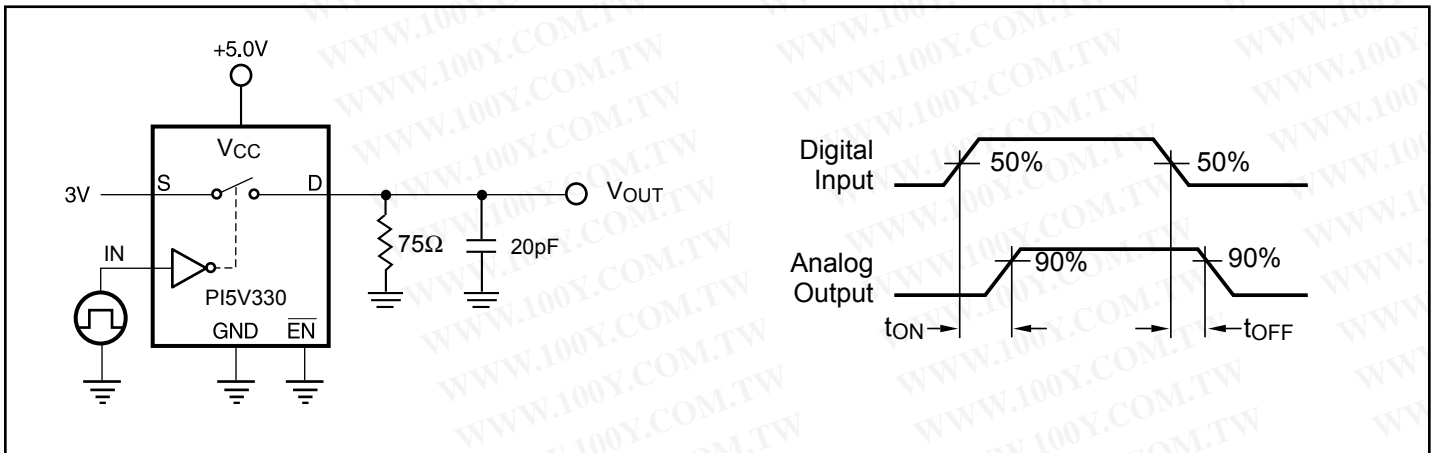 +5.0V
VCC
S
D
3V
VOUT
IN
75Ω
20pF
PI5V330
GND
EN
Digital
Input
50%
50%
Analog
Output
90%
90%
tON
tOFF
WWW.100Y.COM.TW